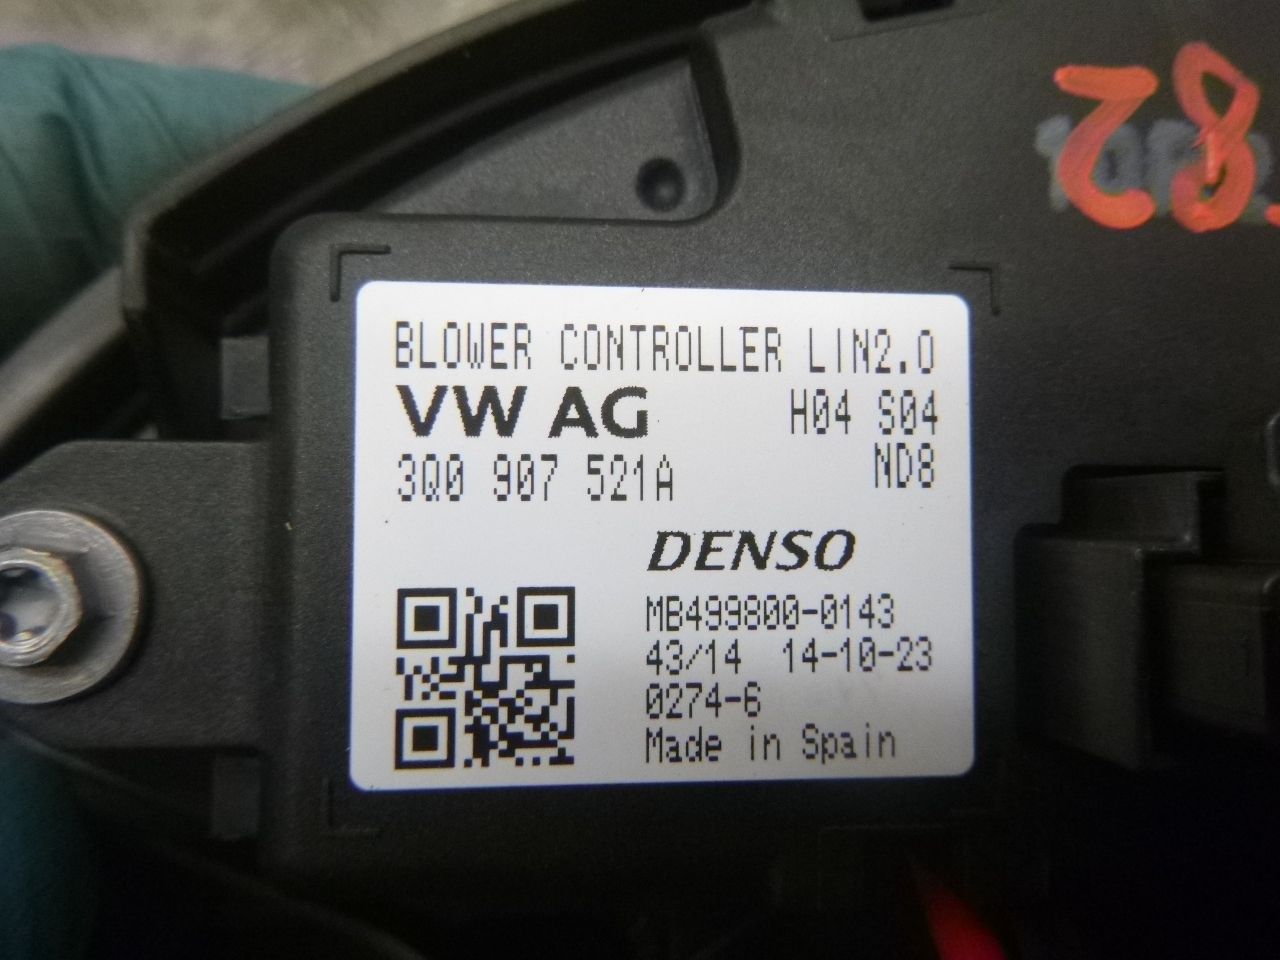 28
BLOWER CONTROLLER LIN2.0
VW AG H04 S04
3Q0 907 521A ND8
DENSO
MB499800-0143
43/14 14-10-23
0274-6
Made in Spain